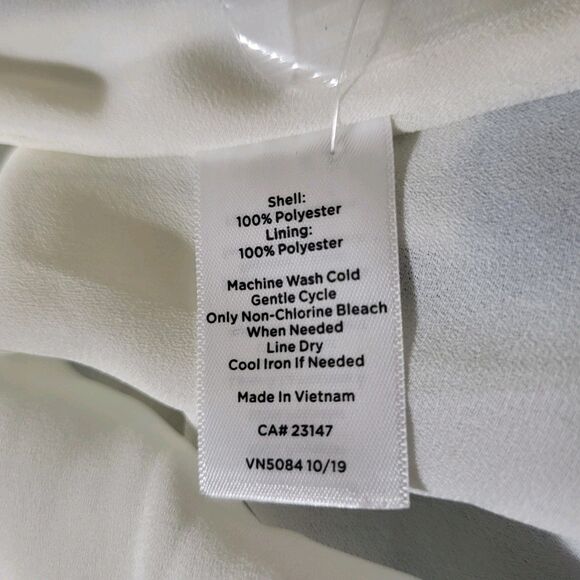 Shell:
100% Polyester
Lining:
100% Polyester
Machine Wash Cold
Gentle Cycle
Only Non-Chlorine Bleach
When Needed
Line Dry
Cool Iron If Needed
Made In Vietnam
CA# 23147
VN5084 10/19